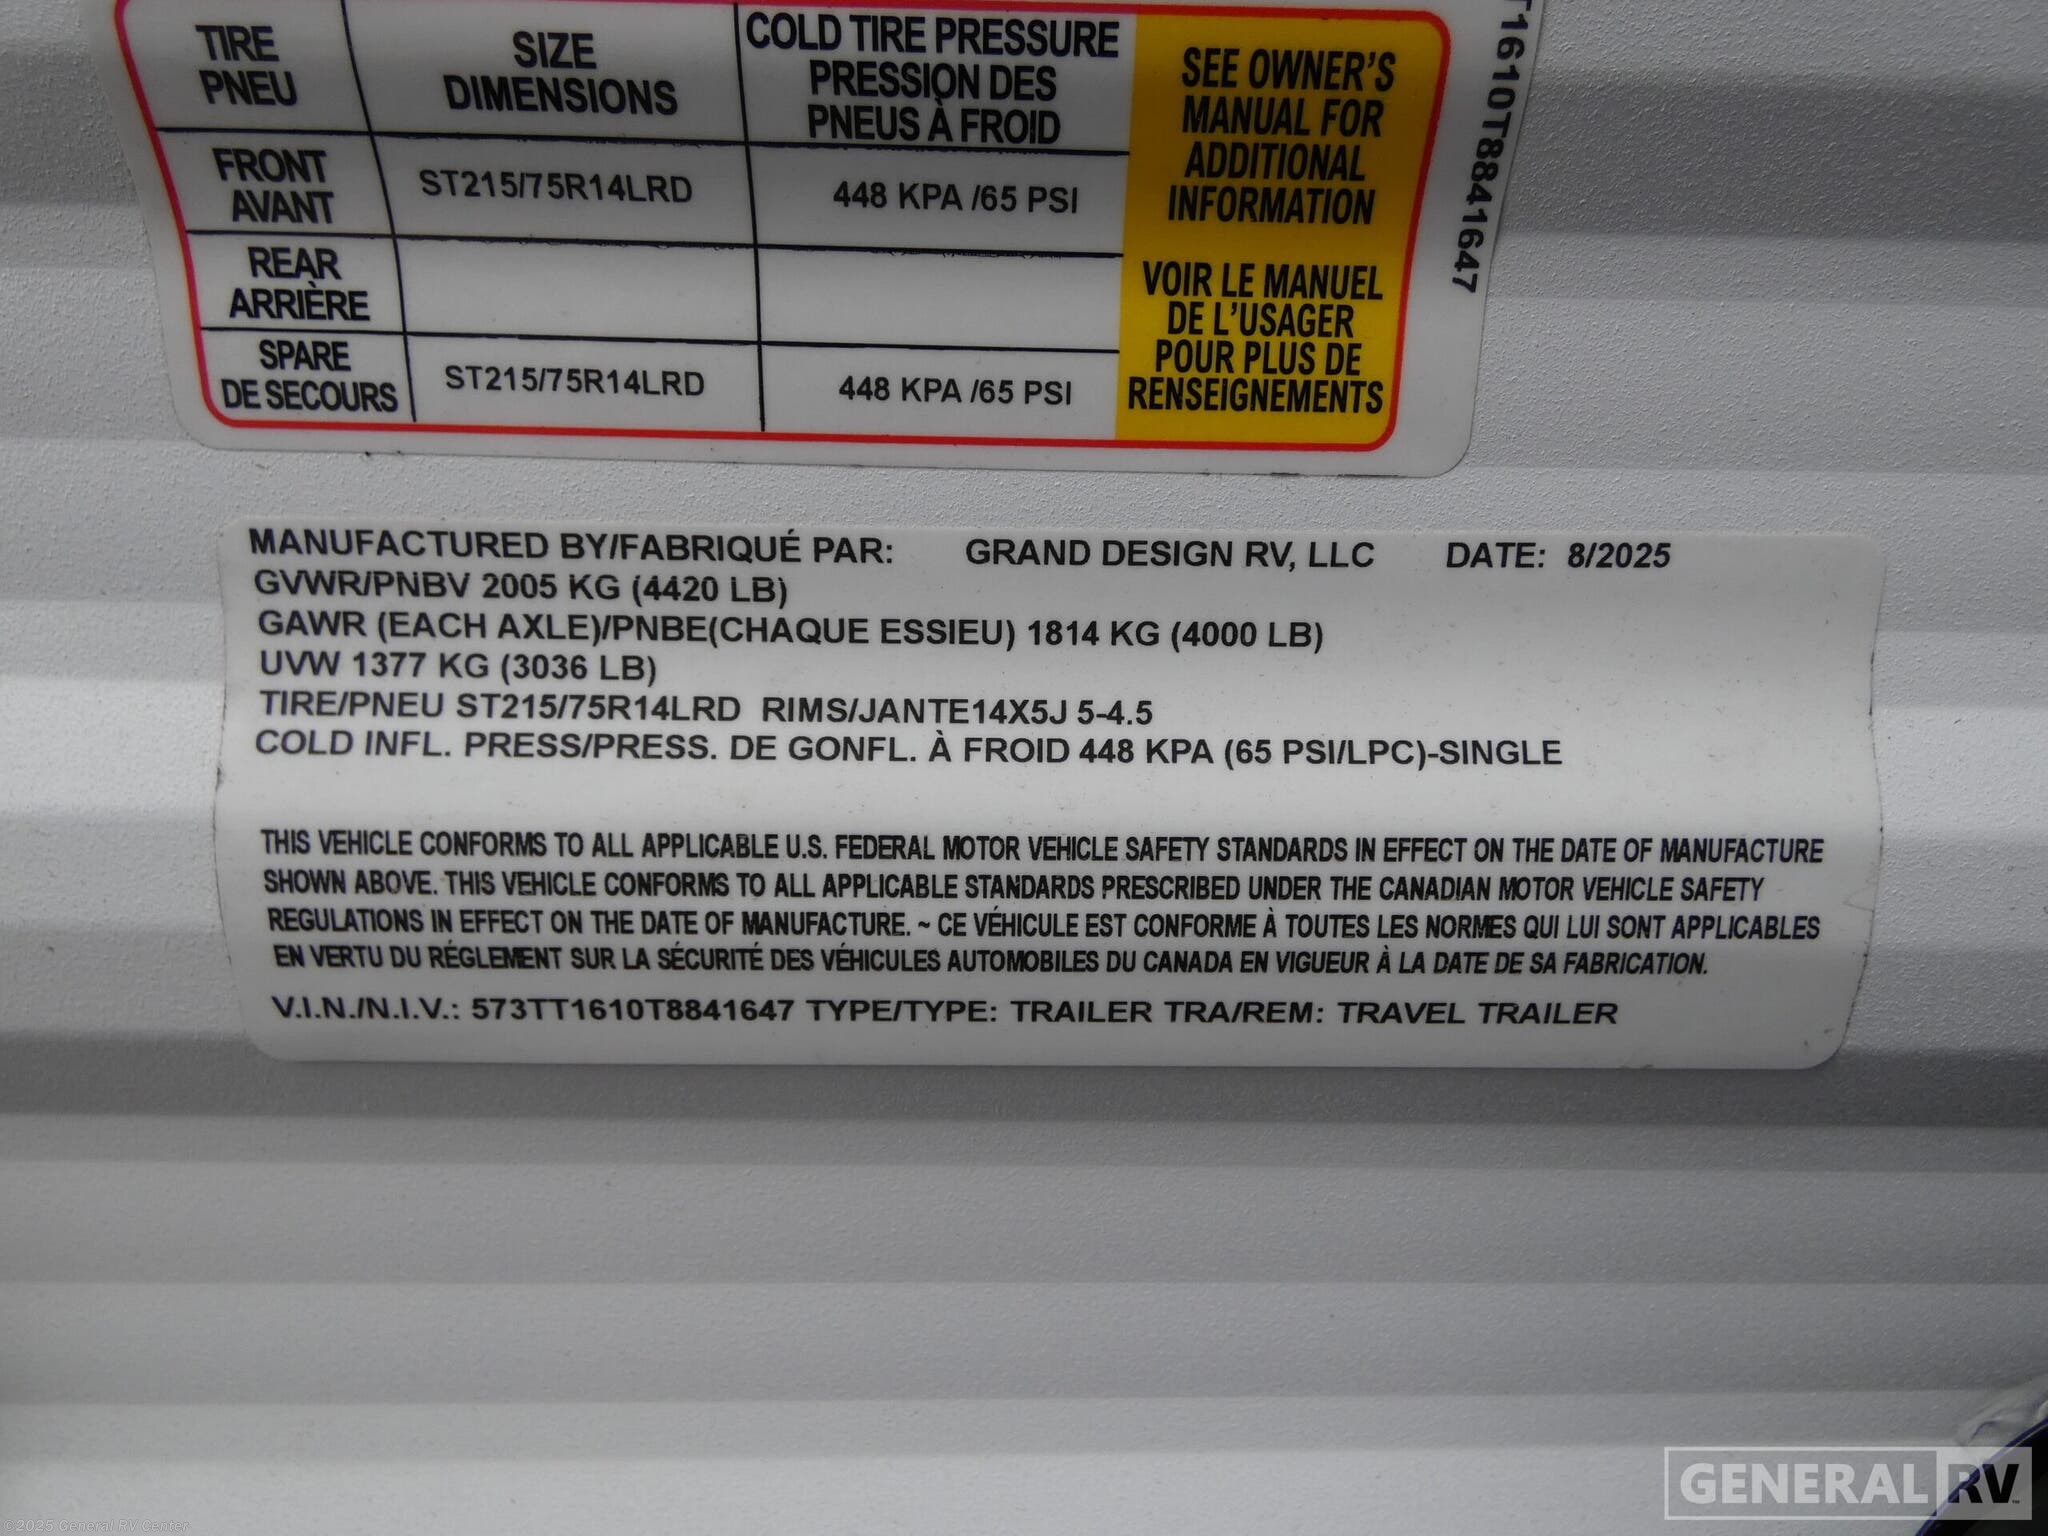 TIRE
PNEU
SIZE
DIMENSIONS
COLD TIRE PRESSURE
PRESSION DES
PNEUS À FROID
FRONT
AVANT
ST215/75R14LRD
448 KPA /65 PSI
REAR
ARRIÈRE
SPARE
DE SECOURS
ST215/75R14LRD
448 KPA /65 PSI
SEE OWNER'S
MANUAL FOR
ADDITIONAL
INFORMATION
VOIR LE MANUEL
DE L'USAGER
POUR PLUS DE
RENSEIGNEMENTS
T1610T8841647
MANUFACTURED BY/FABRIQUÉ PAR: GRAND DESIGN RV, LLC DATE: 8/2025
GVWR/PNBV 2005 KG (4420 LB)
GAWR (EACH AXLE)/PNBE(CHAQUE ESSIEU) 1814 KG (4000 LB)
UVW 1377 KG (3036 LB)
TIRE/PNEU ST215/75R14LRD RIMS/JANTE14X5J 5-4.5
COLD INFL. PRESS/PRESS. DE GONFL. À FROID 448 KPA (65 PSI/LPC)-SINGLE
THIS VEHICLE CONFORMS TO ALL APPLICABLE U.S. FEDERAL MOTOR VEHICLE SAFETY STANDARDS IN EFFECT ON THE DATE OF MANUFACTURE
SHOWN ABOVE. THIS VEHICLE CONFORMS TO ALL APPLICABLE STANDARDS PRESCRIBED UNDER THE CANADIAN MOTOR VEHICLE SAFETY
REGULATIONS IN EFFECT ON THE DATE OF MANUFACTURE. ~ CE VÉHICULE EST CONFORME À TOUTES LES NORMES QUI LUI SONT APPLICABLES
EN VERTU DU RÉGLEMENT SUR LA SÉCURITÉ DES VÉHICULES AUTOMOBILES DU CANADA EN VIGUEUR À LA DATE DE SA FABRICATION.
V.I.N./N.I.V.: 573TT1610T8841647 TYPE/TYPE: TRAILER TRA/REM: TRAVEL TRAILER
GENERAL RV
©2025 General RV Center